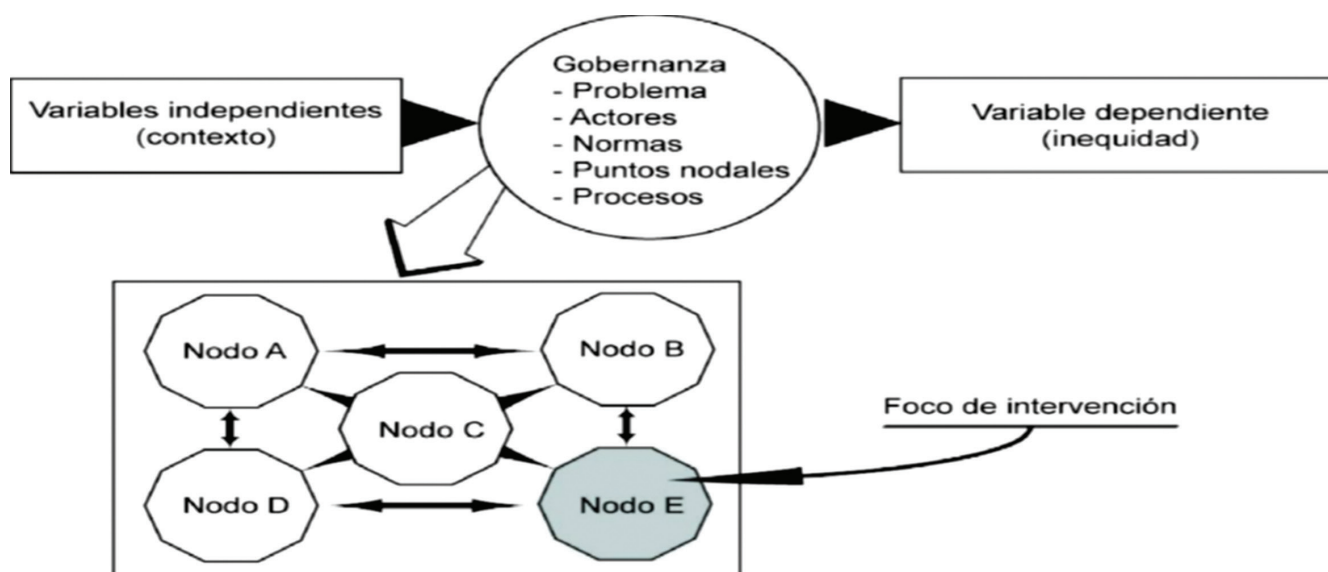 Variables independientes
(contexto)
Gobernanza
- Problema
- Actores
- Normas
- Puntos nodales
- Procesos
Variable dependiente
(inequidad)
Nodo A
Nodo B
Nodo C
Nodo D
Nodo E
Foco de intervención